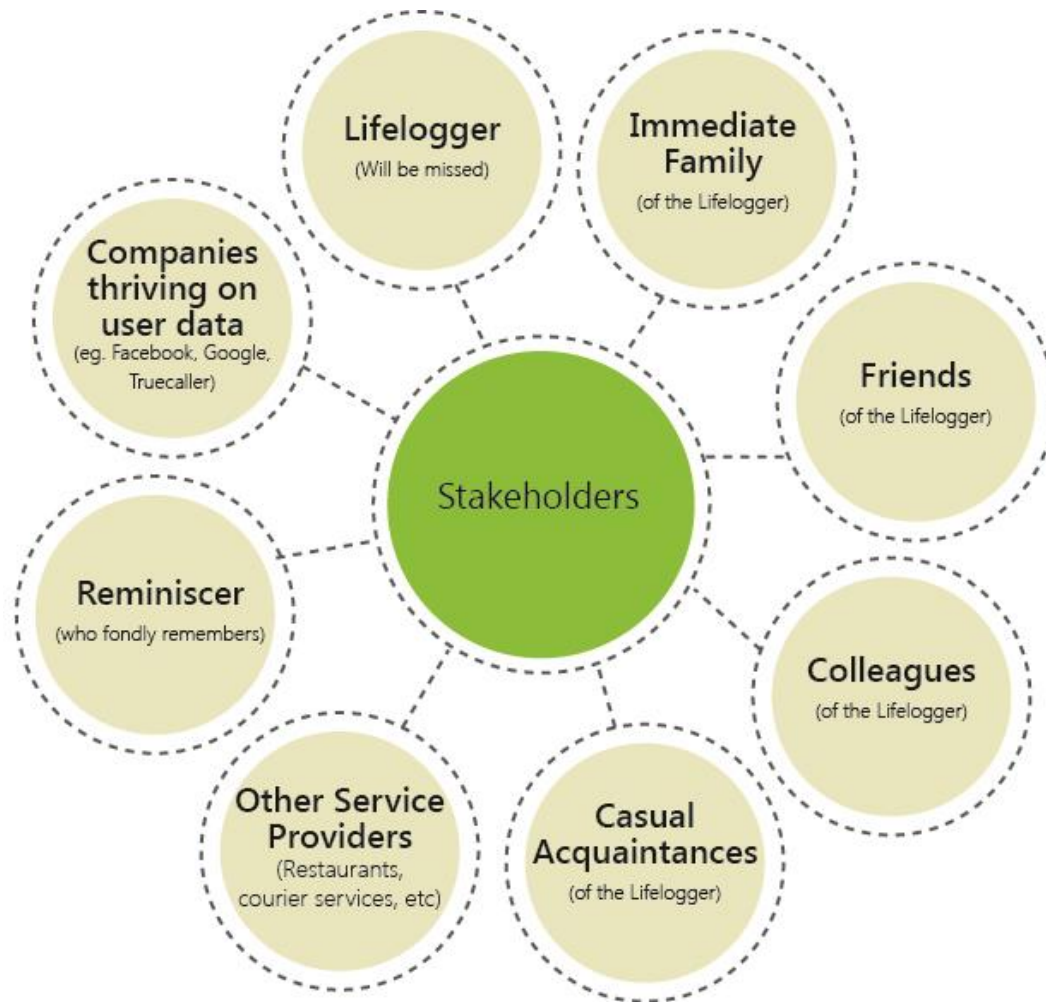 Lifelogger
(Will be missed)
Immediate
Family
(of the Lifelogger)
Friends
(of the Lifelogger)
Colleagues
(of the Lifelogger)
Casual
Acquaintances
(of the Lifelogger)
Other Service
Providers
(Restaurants,
courier services, etc)
Reminiscer
(who fondly remembers)
Companies
thriving on
user data
(eg. Facebook, Google,
Truecaller)
Stakeholders